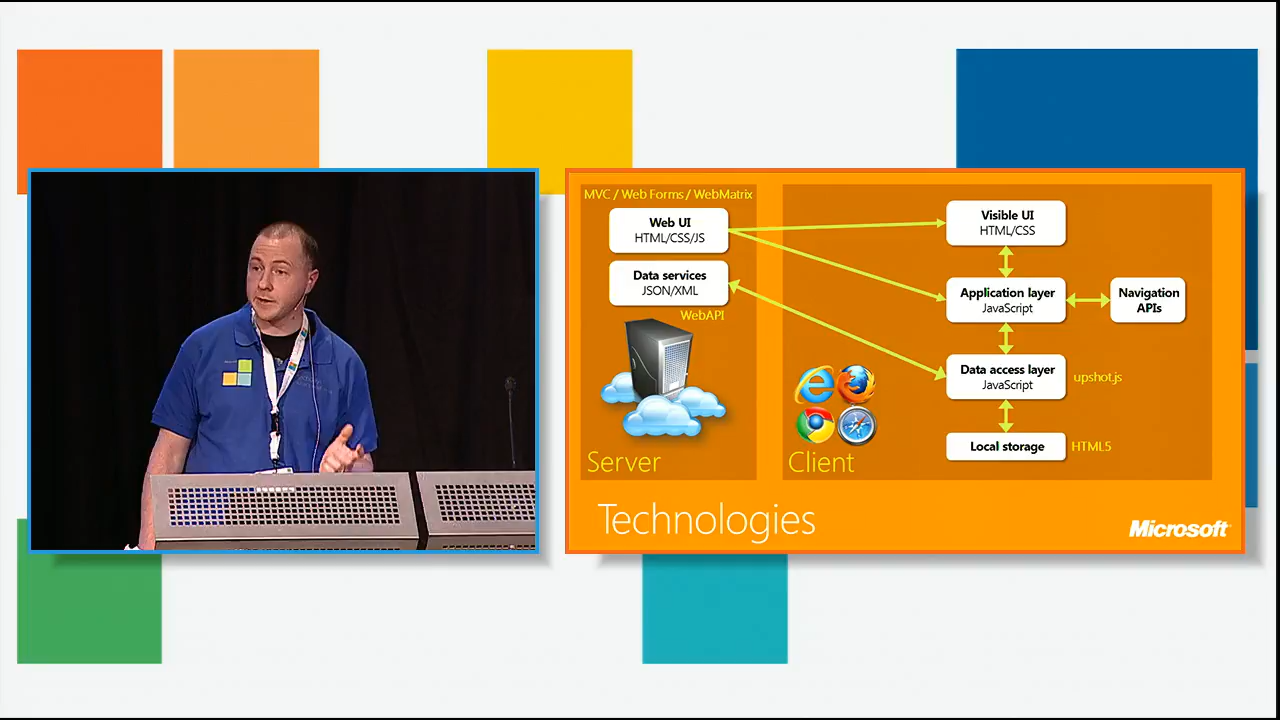 MVC / Web Forms / WebMatrix
Web UI
HTML/CSS/JS
Data services
JSON/XML
WebAPI
Server
Visible UI
HTML/CSS
Application layer
JavaScript
Navigation
APIs
Data access layer
JavaScript
upshot.js
Local storage
HTML5
Client
Technologies
Microsoft